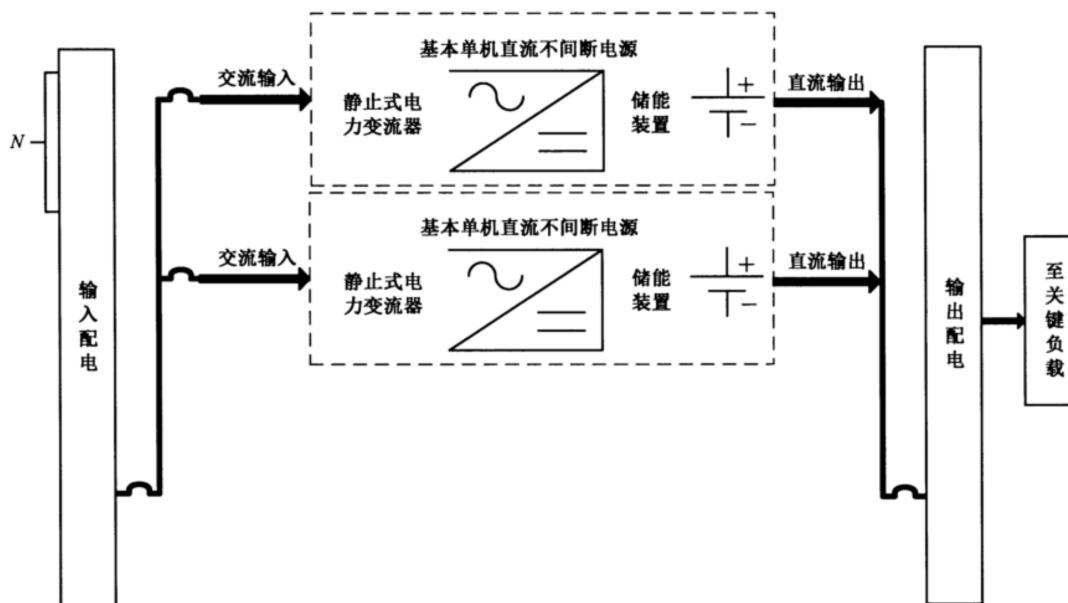 基本单机直流不间断电源
交流输入
静止式电
力变流器
储能
装置
+
−
直流输出
N
基本单机直流不间断电源
交流输入
静止式电
力变流器
储能
装置
+
−
直流输出
输
入
配
电
输
出
配
电
至
关
键
负
载